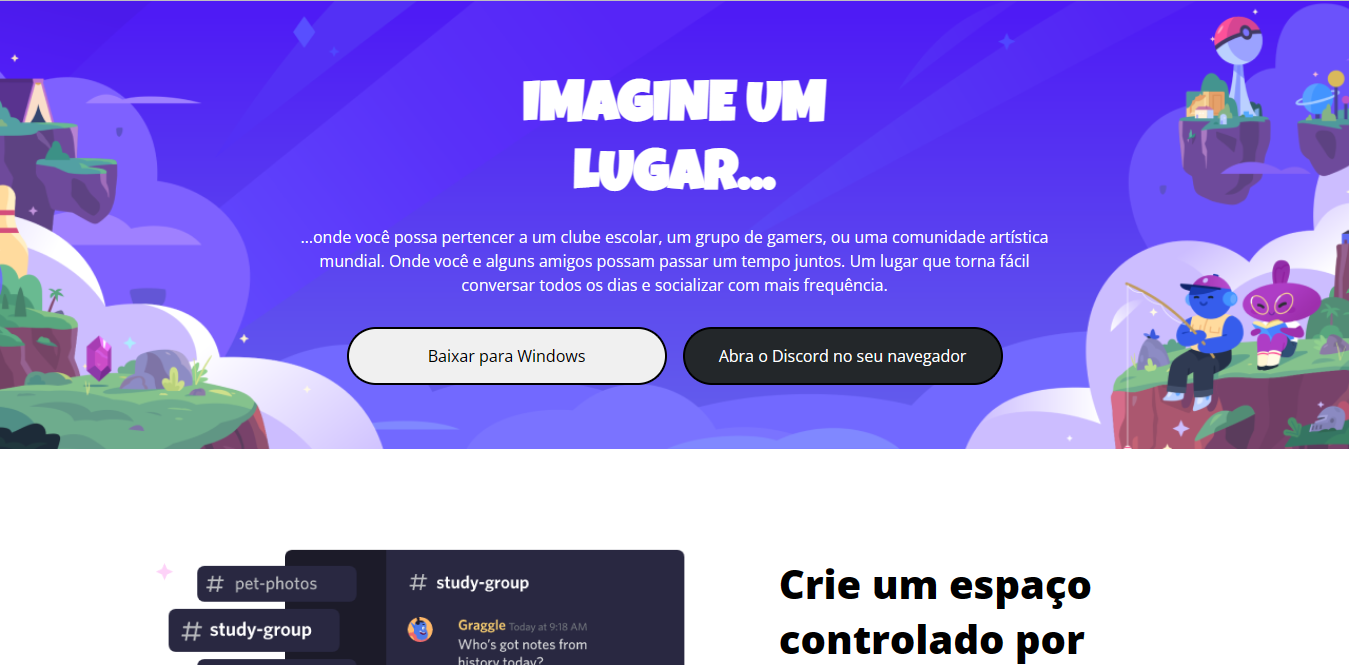 IMAGINE UM
LUGAR...
...onde você possa pertencer a um clube escolar, um grupo de gamers, ou uma comunidade artística
mundial. Onde você e alguns amigos possam passar um tempo juntos. Um lugar que torna fácil
conversar todos os dias e socializar com mais frequência.
Baixar para Windows
Abra o Discord no seu navegador
# pet-photos
# study-group
# study-group
Graggle Today at 9:18 AM
Who's got notes from
history today?
Crie um espaço
controlado por